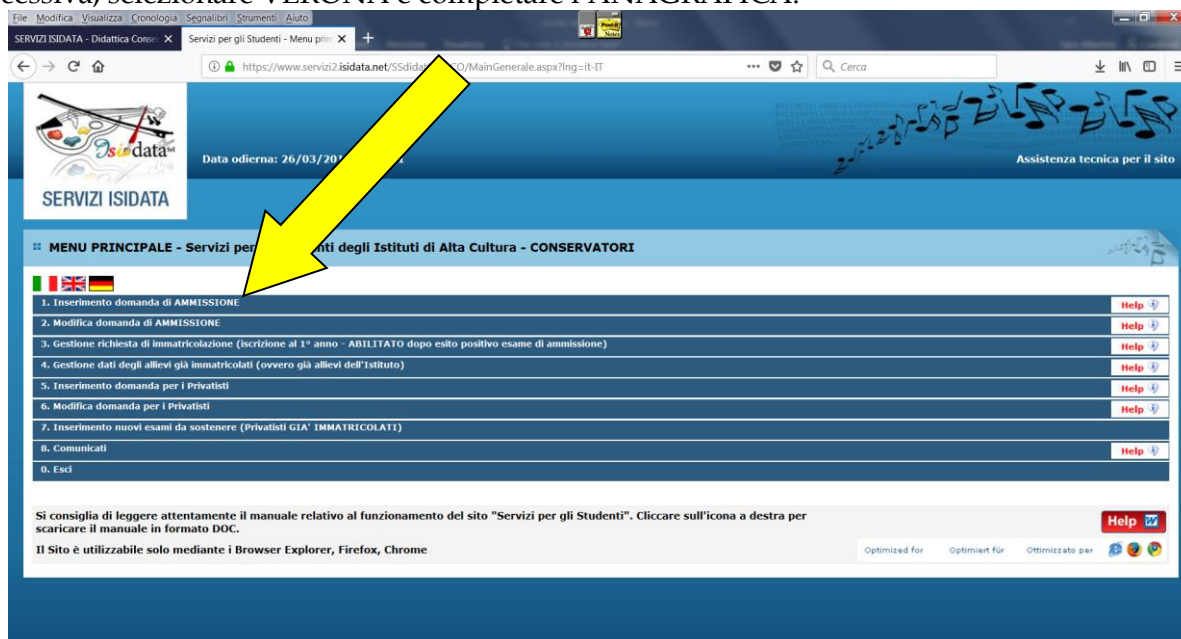 cessiva, selezionare VERONA e completare l'ANAGRAFICA.
File Modifica Visualizza Cronologia Segnalibri Strumenti Aiuto
SERVIZI ISIDATA - Didattica Conse
Servizi per gli Studenti - Menu prin
https://www.servizi2.isidata.net/SSdidat CO/MainGenerale.aspx?lng=it-IT
Cerca
Isidata srl
Data odierna: 26/03/20
Assistenza tecnica per il sito
SERVIZI ISIDATA
MENU PRINCIPALE - Servizi per nti degli Istituti di Alta Cultura - CONSERVATORI
1. Inserimento domanda di AMMISSIONE Help
2. Modifica domanda di AMMISSIONE Help
3. Gestione richiesta di immatricolazione (iscrizione al 1° anno - ABILITATO dopo esito positivo esame di ammissione) Help
4. Gestione dati degli allievi già immatricolati (ovvero già allievi dell'Istituto) Help
5. Inserimento domanda per i Privatisti Help
6. Modifica domanda per i Privatisti Help
7. Inserimento nuovi esami da sostenere (Privatisti GIA' IMMATRICOLATI)
8. Comunicati Help
0. Esci
Si consiglia di leggere attentamente il manuale relativo al funzionamento del sito "Servizi per gli Studenti". Cliccare sull'icona a destra per
scaricare il manuale in formato DOC.
Help
Il Sito è utilizzabile solo mediante i Browser Explorer, Firefox, Chrome
Optimized for Optimiert für Ottimizzato per